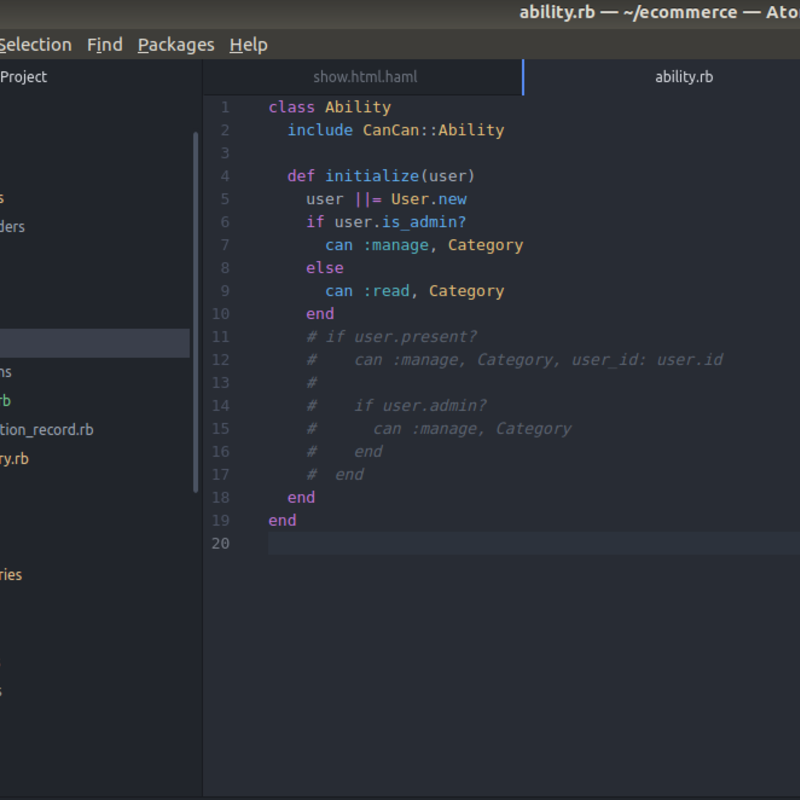 ability.rb — ~/ecommerce — Ato
Selection Find Packages Help
Project
show.html.haml
ability.rb
1 class Ability
2 include CanCan::Ability
3
4 def initialize(user)
5 user ||= User.new
6 if user.is_admin?
7 can :manage, Category
8 else
9 can :read, Category
10 end
11 # if user.present?
12 # can :manage, Category, user_id: user.id
13 #
14 # if user.admin?
15 # can :manage, Category
16 # end
17 # end
18 end
19 end
20
s
ders
ns
rb
tion_record.rb
ry.rb
ries
s